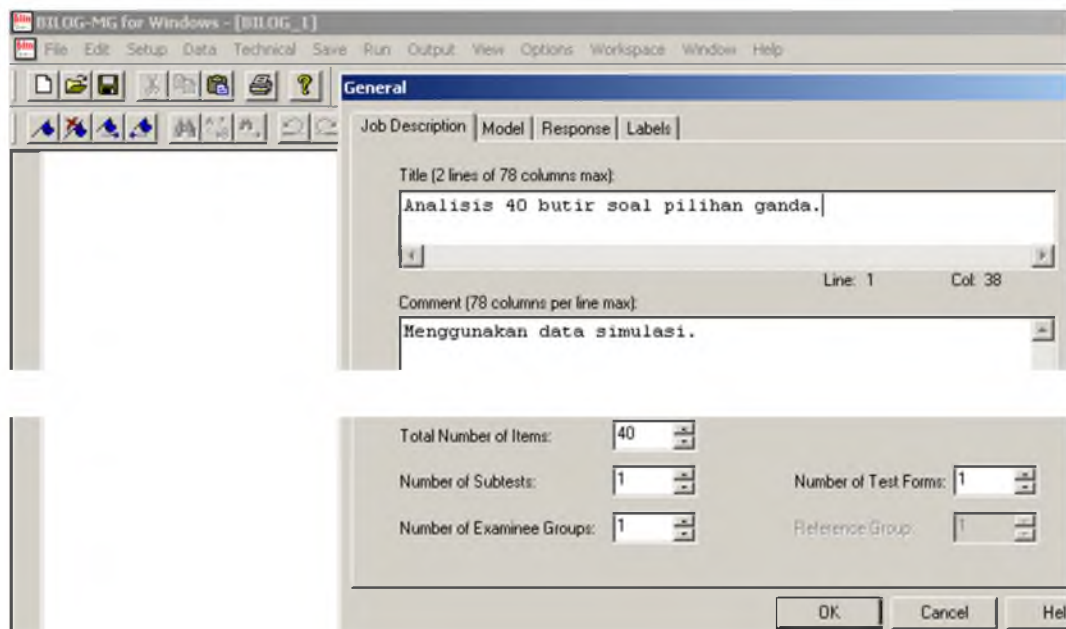 BILOG-MG for Windows - [BILOG_1]
File Edit Setup Data Technical Save Run Output View Options Workspace Window Help
General
Job Description Model Response Labels
Title (2 lines of 78 columns max):
Analisis 40 butir soal pilihan ganda.
Line: 1 Col: 38
Comment (78 columns per line max):
Menggunakan data simulasi.
Total Number of Items: 40
Number of Subtests: 1 Number of Test Forms: 1
Number of Examinee Groups: 1 Reference Group: 1
OK Cancel Hel